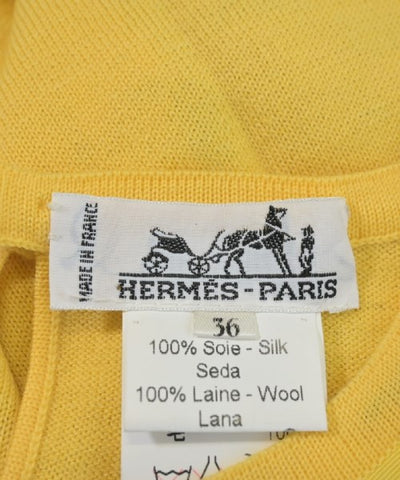 MADE IN FRANCE
HERMÈS-PARIS
36
100% Soie - Silk
Seda
100% Laine - Wool
Lana